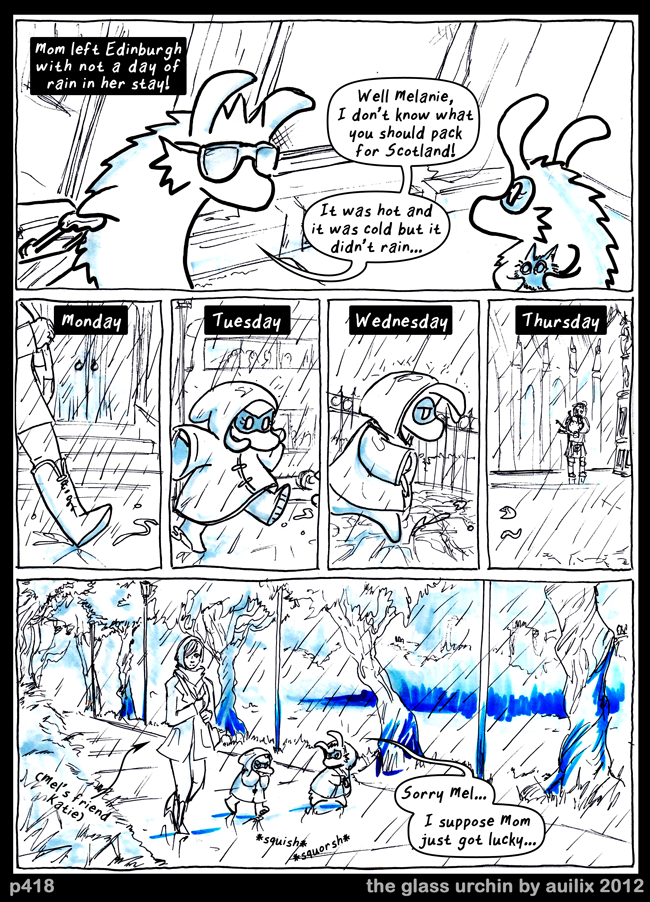 Mom left Edinburgh
with not a day of
rain in her stay!
Well Melanie,
I don't know what
you should pack
for Scotland!
It was hot and
it was cold but it
didn't rain...
Monday
Tuesday
Wednesday
Thursday
(Mel's friend
Katie)
*squish*
*squorsh*
Sorry Mel...
I suppose Mom
just got lucky...
p418
the glass urchin by auilix 2012